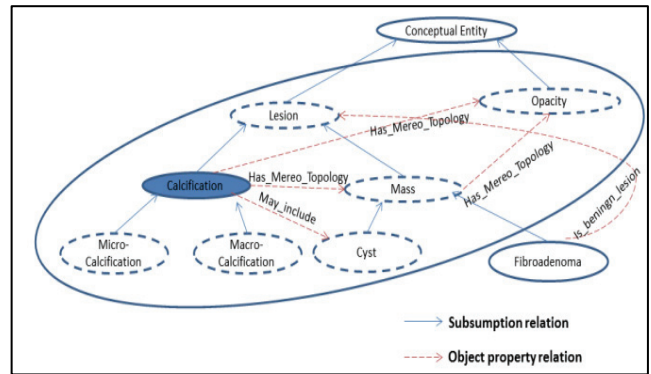 Conceptual Entity
Lesion
Opacity
Has_Mereo_Topology
Calcification
Has_Mereo_Topology
Mass
Has_Mereo_Topology
May_include
Is_beningn_lesion
Micro-
Calcification
Macro-
Calcification
Cyst
Fibroadenoma
Subsumption relation
Object property relation